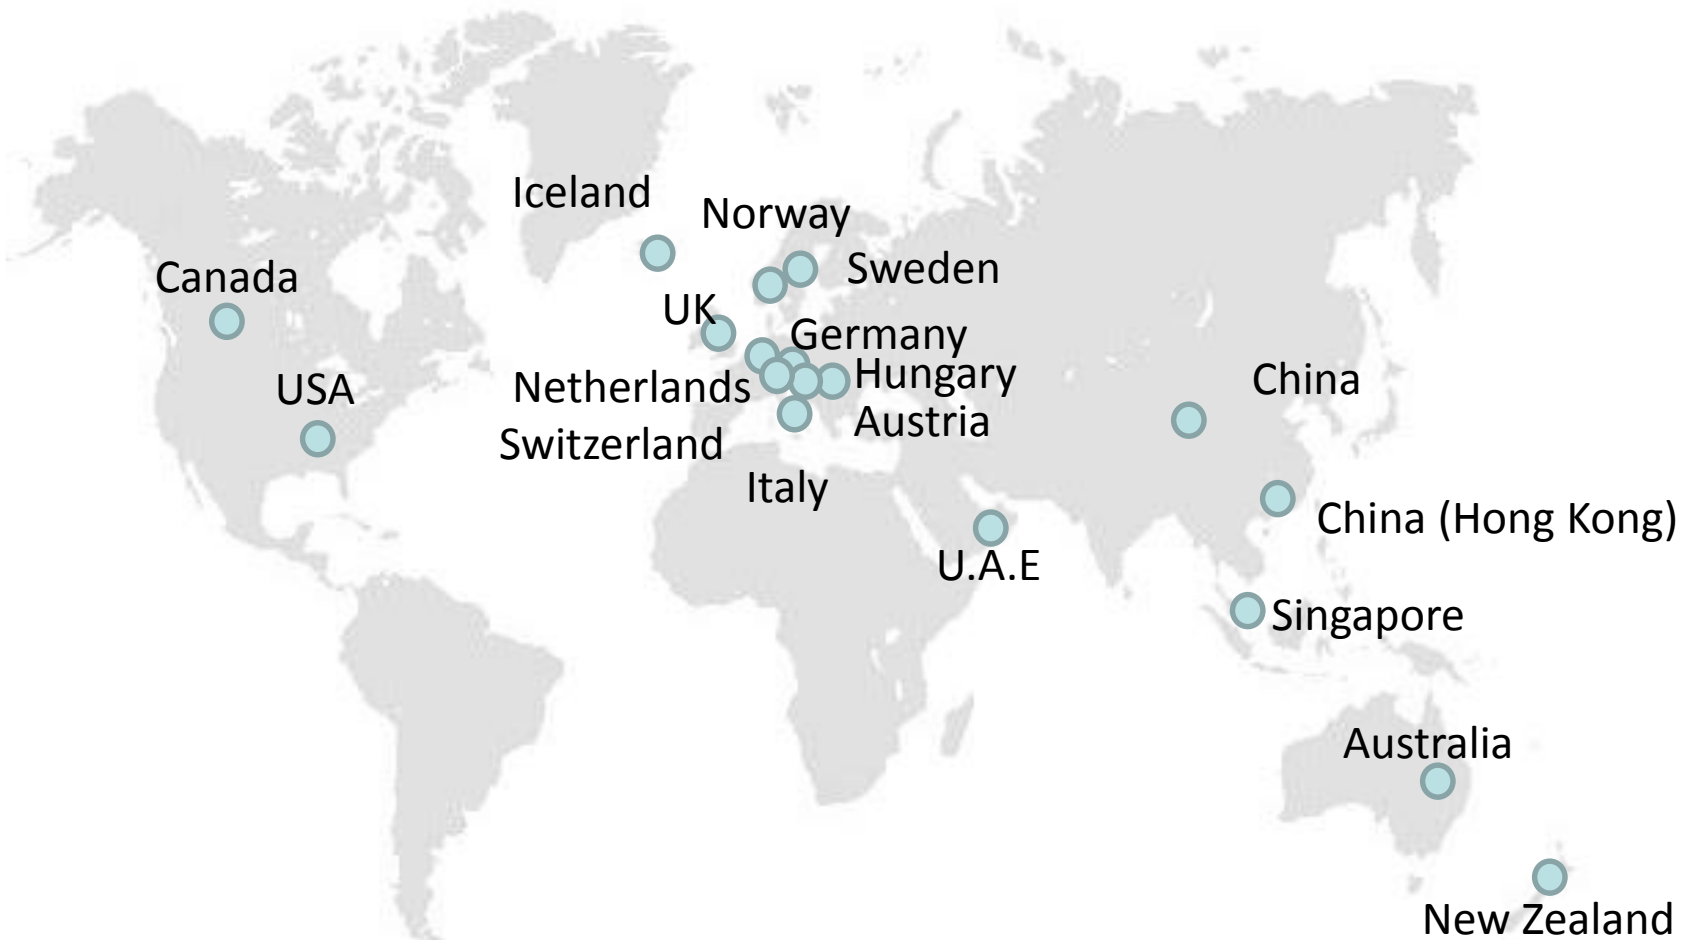 Iceland
Norway
Canada
Sweden
UK
Germany
USA
Netherlands
Hungary
China
Switzerland
Austria
Italy
China (Hong Kong)
U.A.E
Singapore
Australia
New Zealand